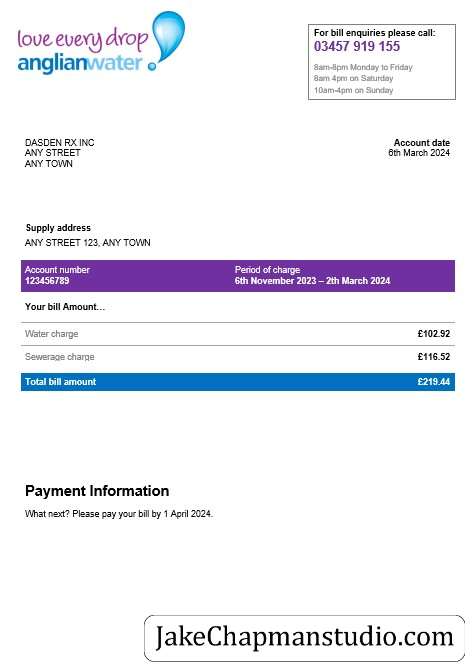 love every drop
anglianwater
For bill enquiries please call:
03457 919 155
8am-8pm Monday to Friday
8am 4pm on Saturday
10am-4pm on Sunday
DASDEN RX INC
ANY STREET
ANY TOWN
Account date
6th March 2024
Supply address
ANY STREET 123, ANY TOWN
Account number
123456789
Period of charge
6th November 2023 – 2th March 2024
Your bill Amount...
Water charge £102.92
Sewerage charge £116.52
Total bill amount £219.44
Payment Information
What next? Please pay your bill by 1 April 2024.
JakeChapmanstudio.com